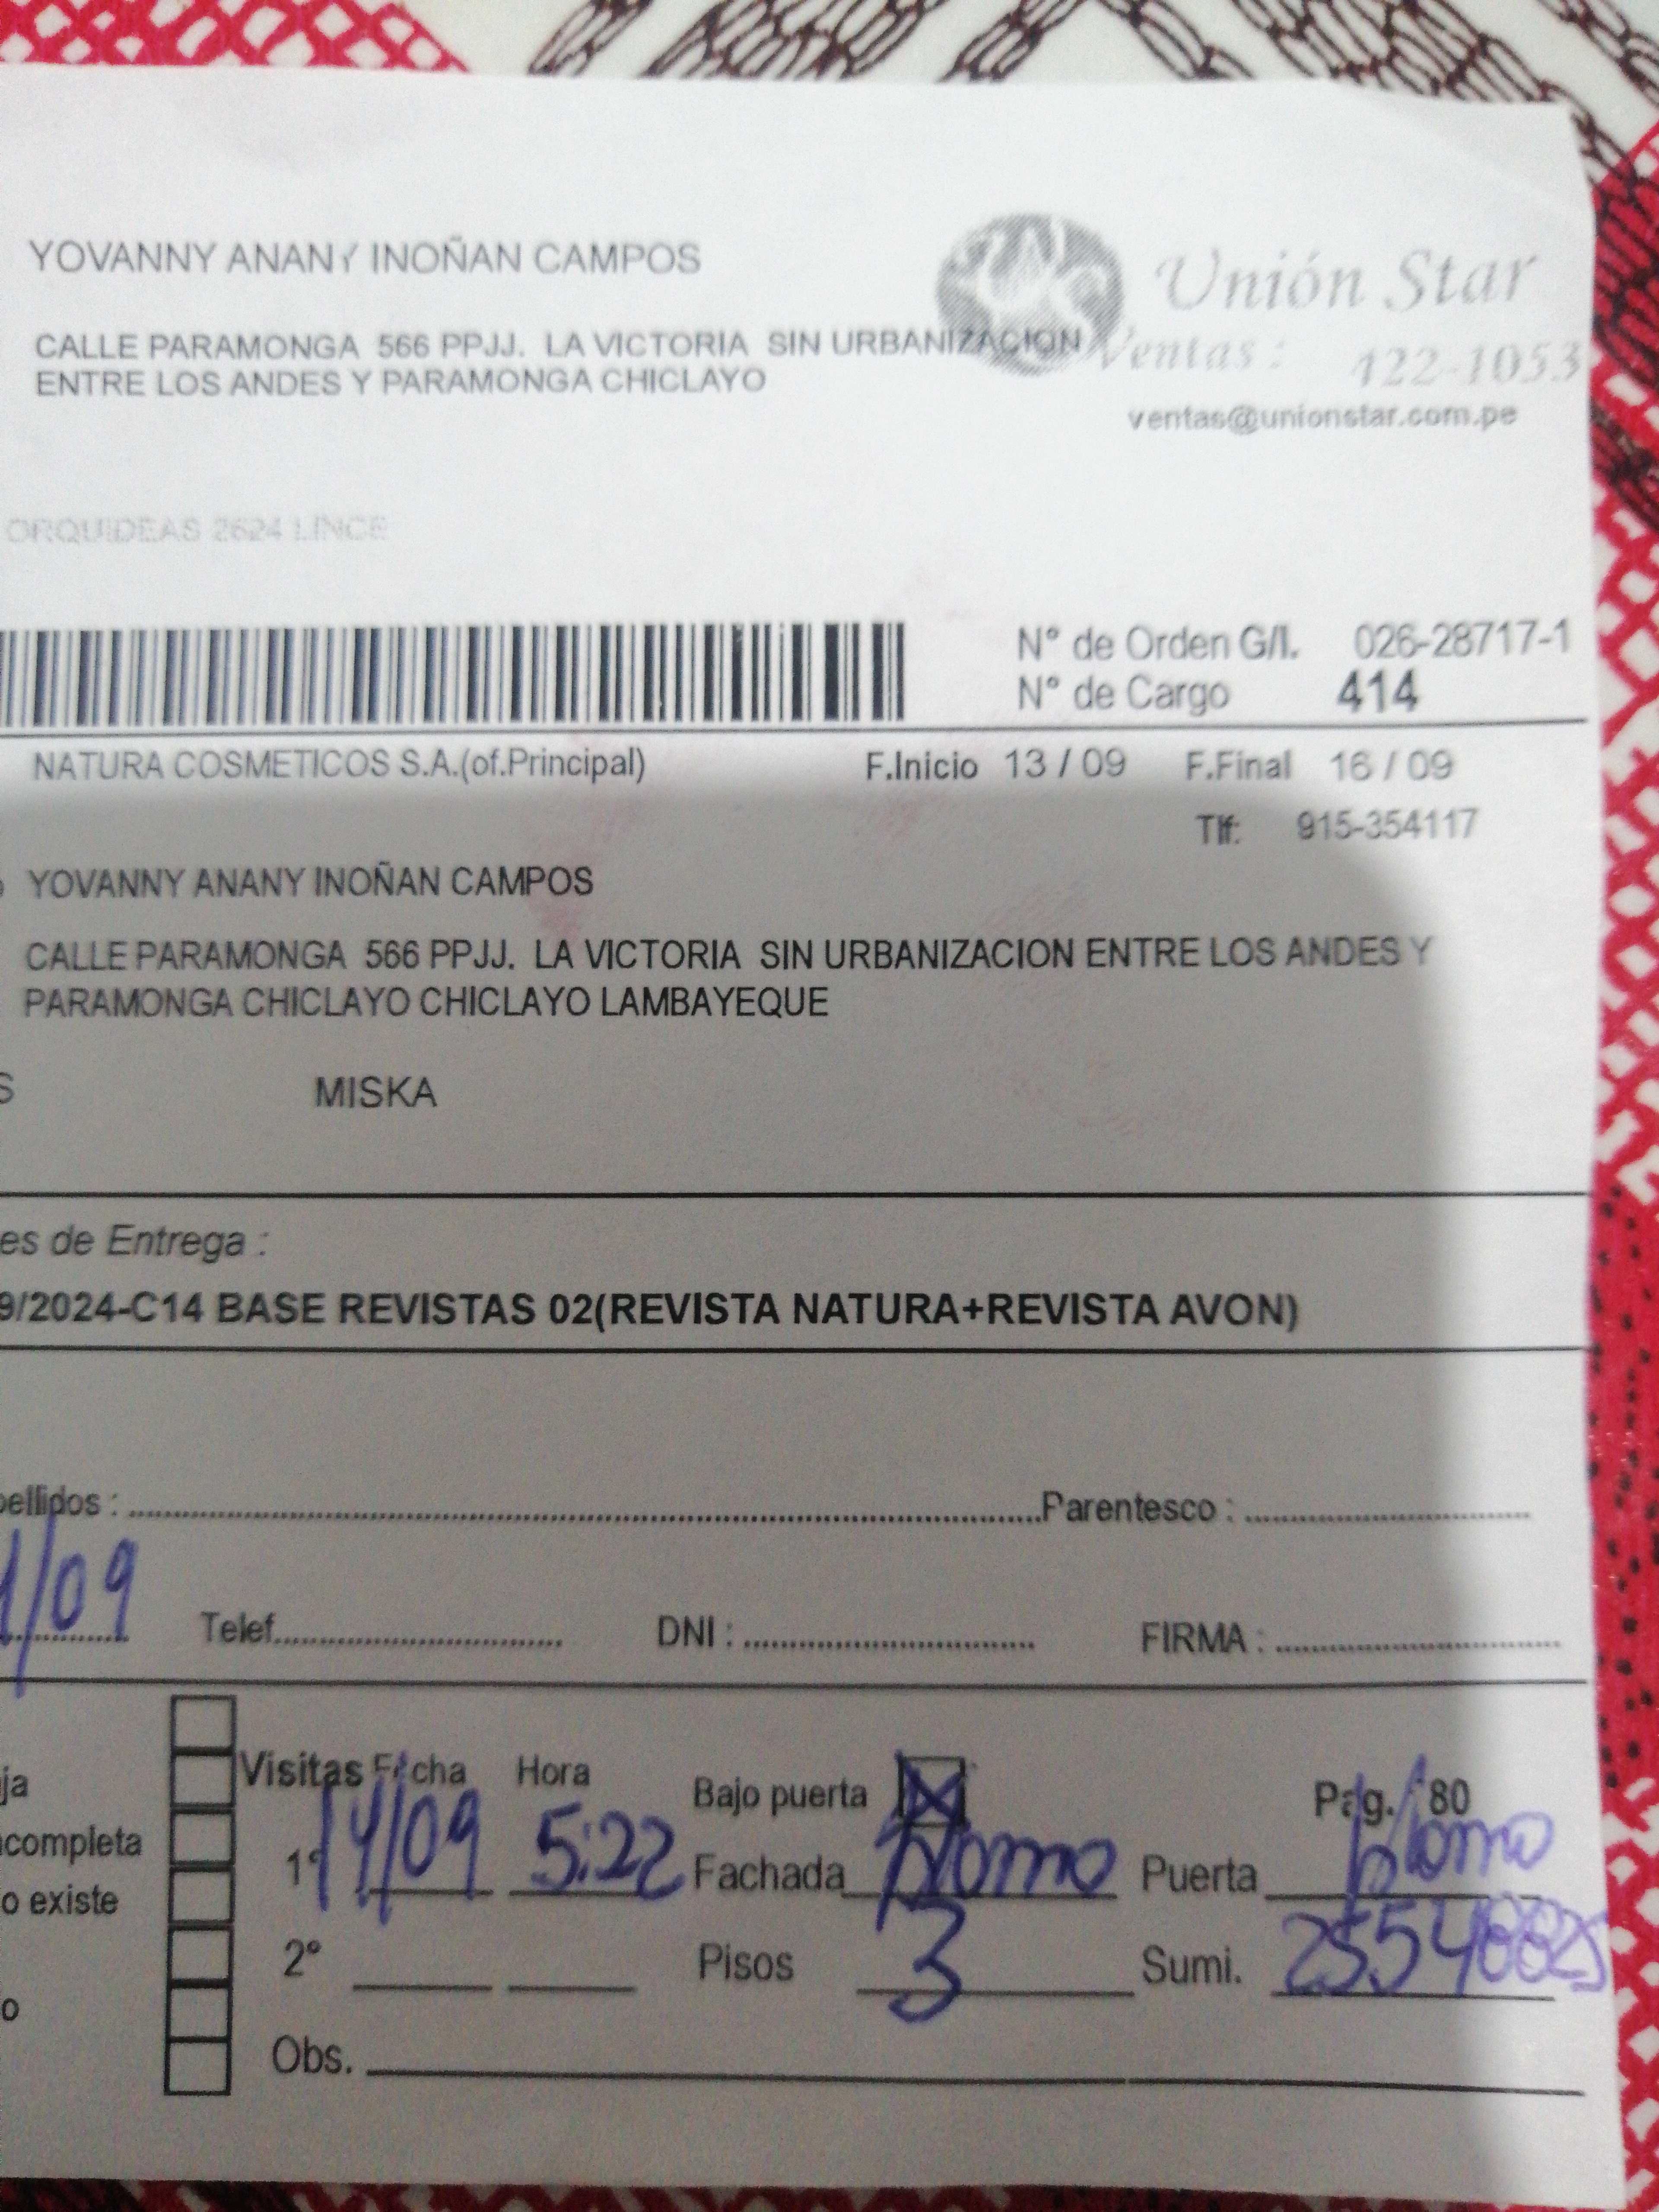 YOVANNY ANANY INOÑAN CAMPOS
Unión Star
CALLE PARAMONGA 566 PPJJ. LA VICTORIA SIN URBANIZACION
Ventas: 422-1053
ENTRE LOS ANDES Y PARAMONGA CHICLAYO
ventas@unionstar.com.pe
ORQUIDEAS 2624 LINCE
N° de Orden G/I. 026-28717-1
N° de Cargo 414
NATURA COSMETICOS S.A.(of.Principal) F.Inicio 13 / 09 F.Final 16 / 09
Tlf: 915-354117
YOVANNY ANANY INOÑAN CAMPOS
CALLE PARAMONGA 566 PPJJ. LA VICTORIA SIN URBANIZACION ENTRE LOS ANDES Y
PARAMONGA CHICLAYO CHICLAYO LAMBAYEQUE
S MISKA
es de Entrega :
9/2024-C14 BASE REVISTAS 02(REVISTA NATURA+REVISTA AVON)
pellidos : Parentesco :
/09 Telef. DNI : FIRMA :
Visitas Fecha Hora Bajo puerta X Pag. 80
ja
1° 14/09 5:22 Fachada plomo Puerta plomo
ncompleta
o existe
2° Pisos 3 Sumi.
o
Obs.